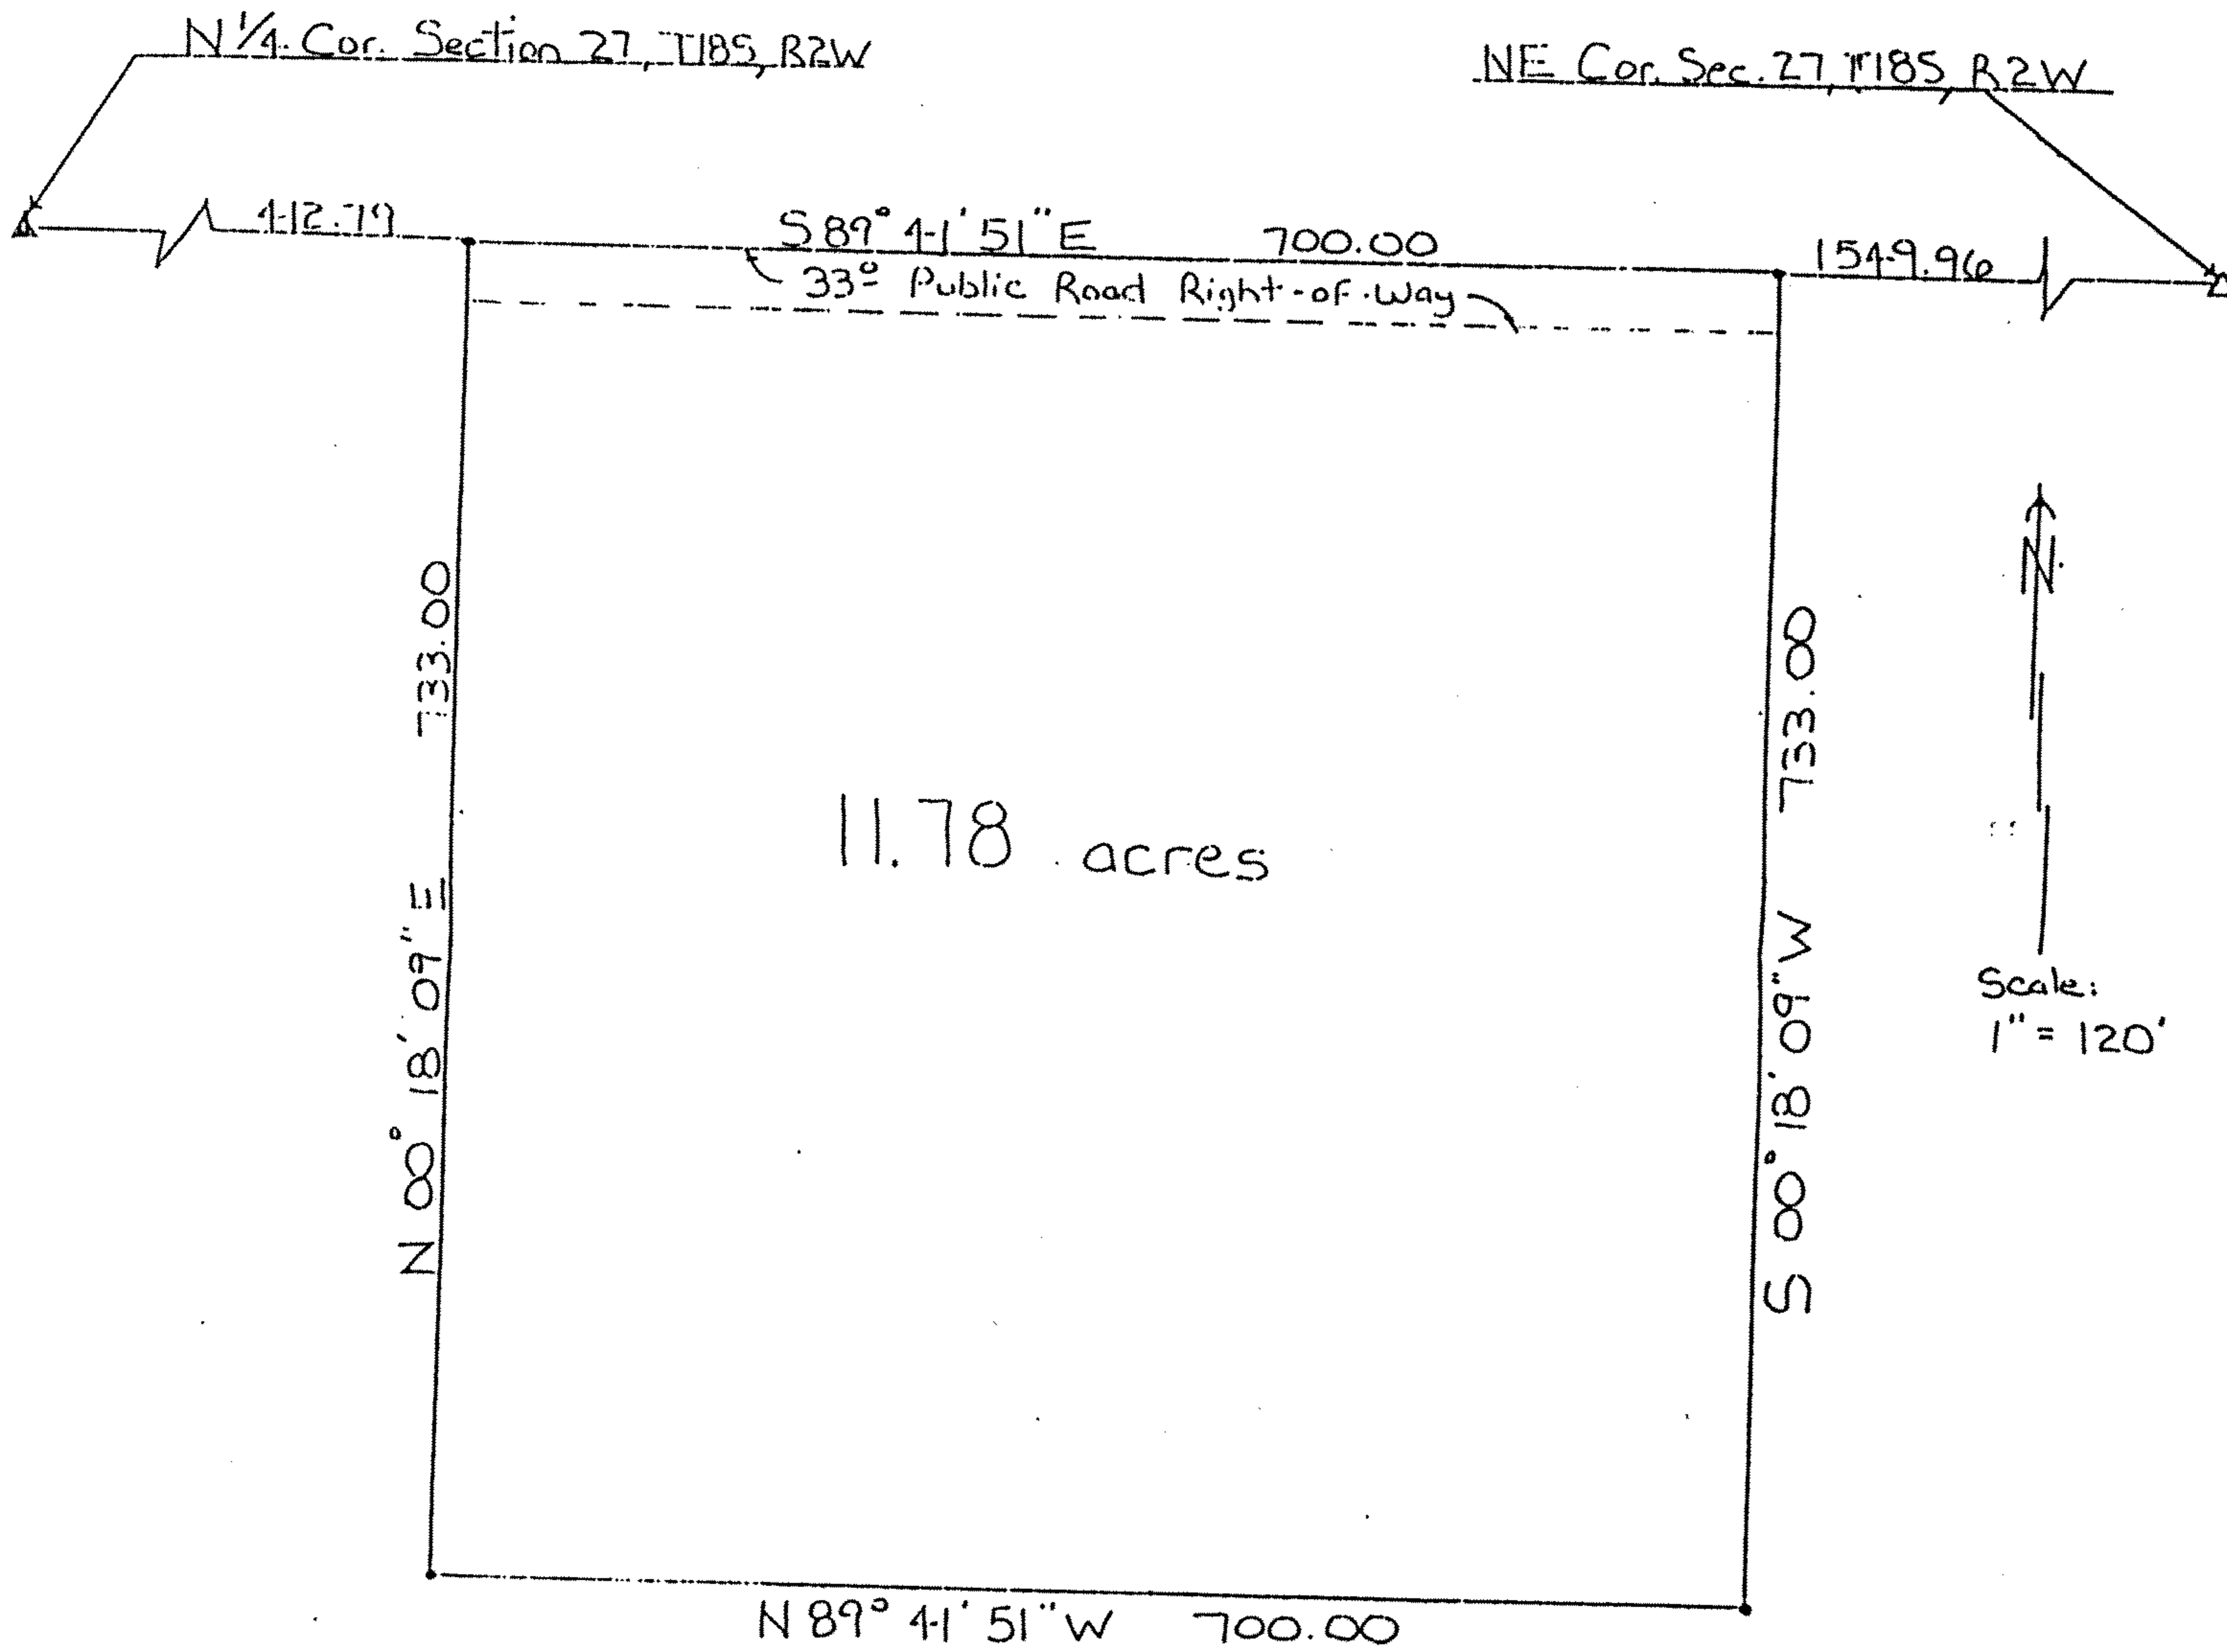 N 1/4 Cor. Section 27, T18S, R2W
NE Cor. Sec. 27, T18S, R2W
412.79
S 89° 41' 51" E 700.00
1549.96
33° Public Road Right-of-Way
733.00
N 00° 18' 09" E
733.00
S 00° 18' 09" W
11.78 acres
N
Scale:
1" = 120'
N 89° 41' 51" W 700.00